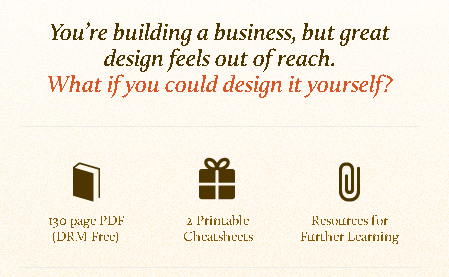 You're building a business, but great
design feels out of reach.
What if you could design it yourself?
130 page PDF
(DRM Free)
2 Printable
Cheatsheets
Resources for
Further Learning